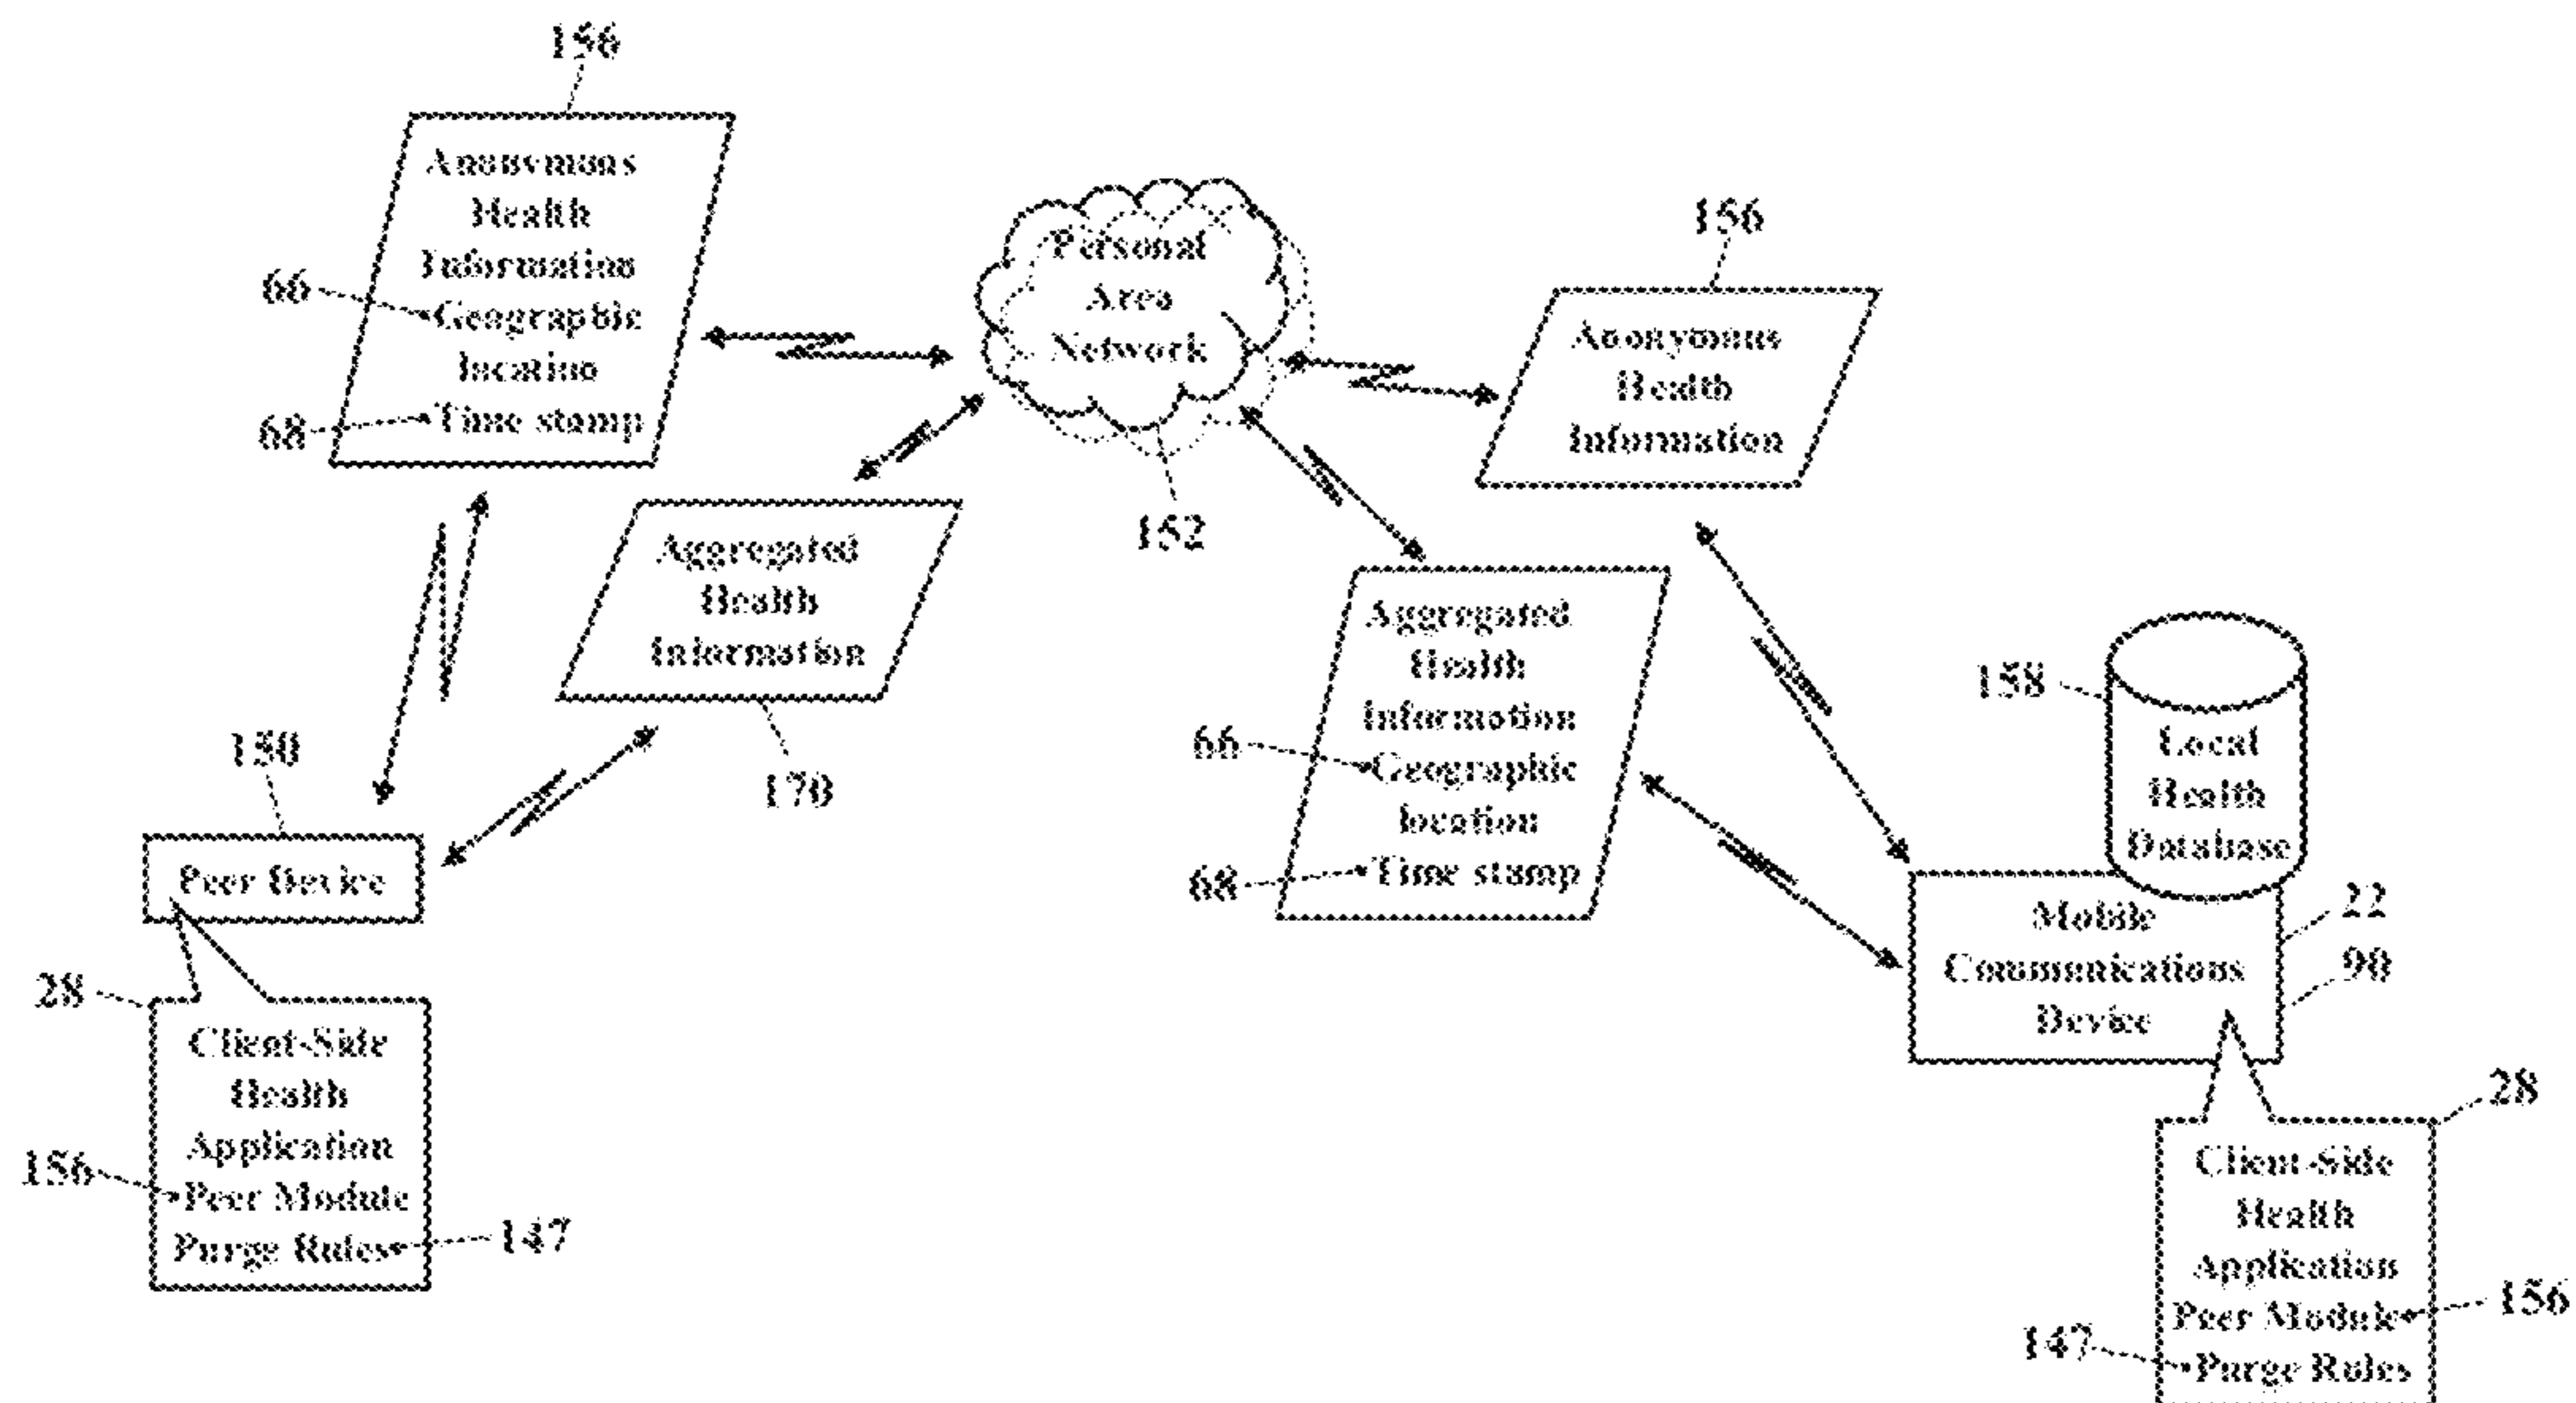 156
Anonymous
Health
Information
66
Geographic
location
68
Time stamp
Personal
Area
Network
152
156
Anonymous
Health
Information
Aggregated
Health
Information
170
Aggregated
Health
Information
66
Geographic
location
68
Time stamp
158
Local
Health
Database
150
Peer Device
Mobile
Communications
Device
22
90
28
Client-Side
Health
Application
156
Peer Module
Purge Rules
147
28
Client-Side
Health
Application
Peer Module
156
147
Purge Rules